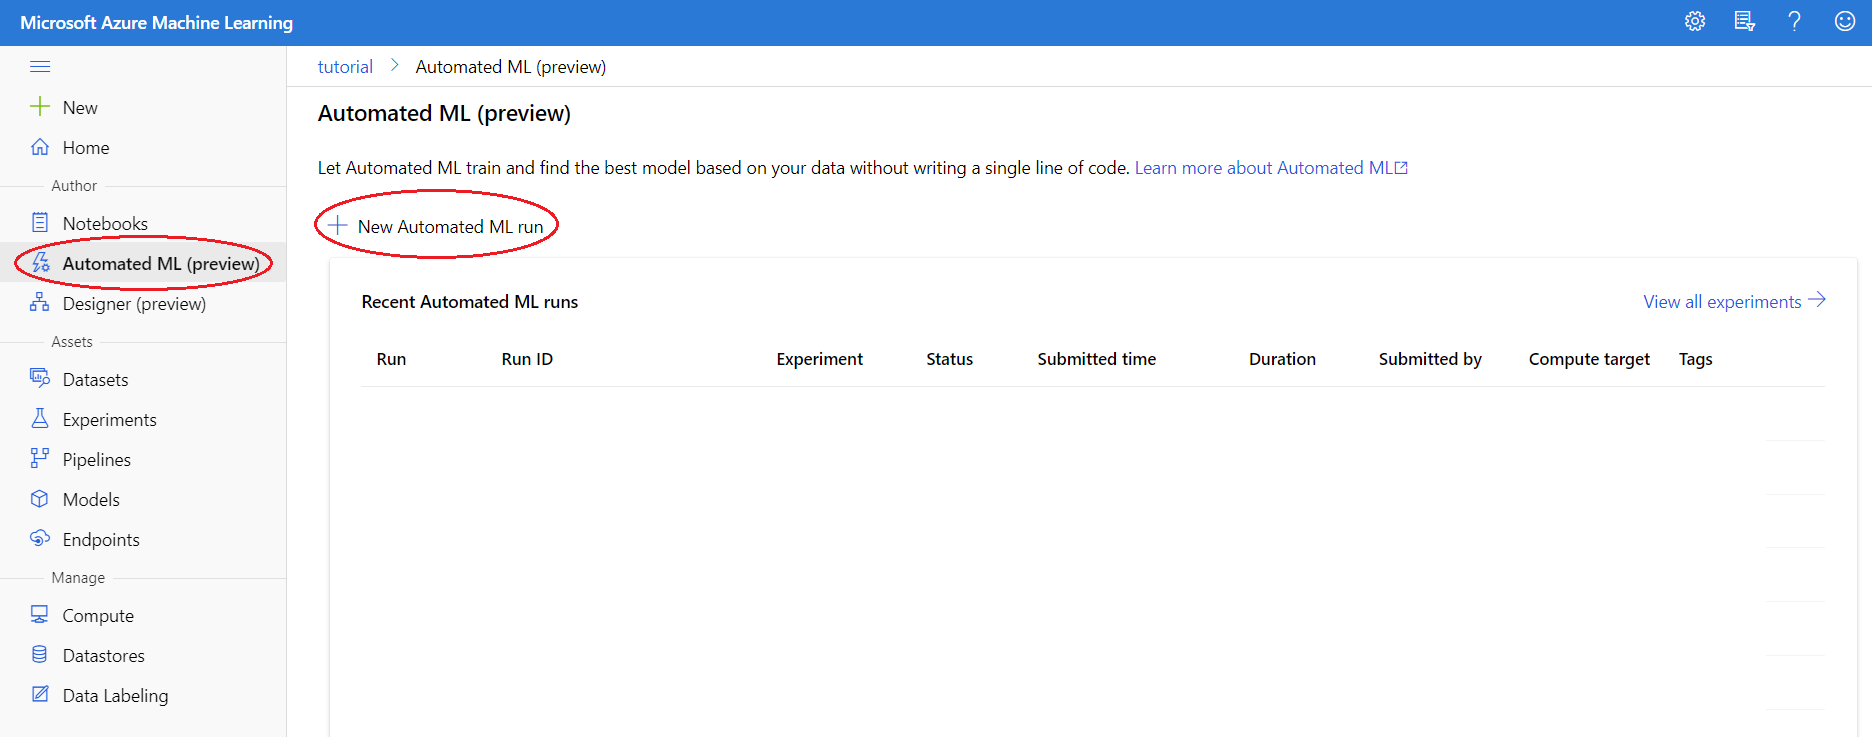 Microsoft Azure Machine Learning
New
Home
Author
Notebooks
Automated ML (preview)
Designer (preview)
Assets
Datasets
Experiments
Pipelines
Models
Endpoints
Manage
Compute
Datastores
Data Labeling
tutorial > Automated ML (preview)
Automated ML (preview)
Let Automated ML train and find the best model based on your data without writing a single line of code. Learn more about Automated ML
New Automated ML run
Recent Automated ML runs
View all experiments
Run Run ID Experiment Status Submitted time Duration Submitted by Compute target Tags